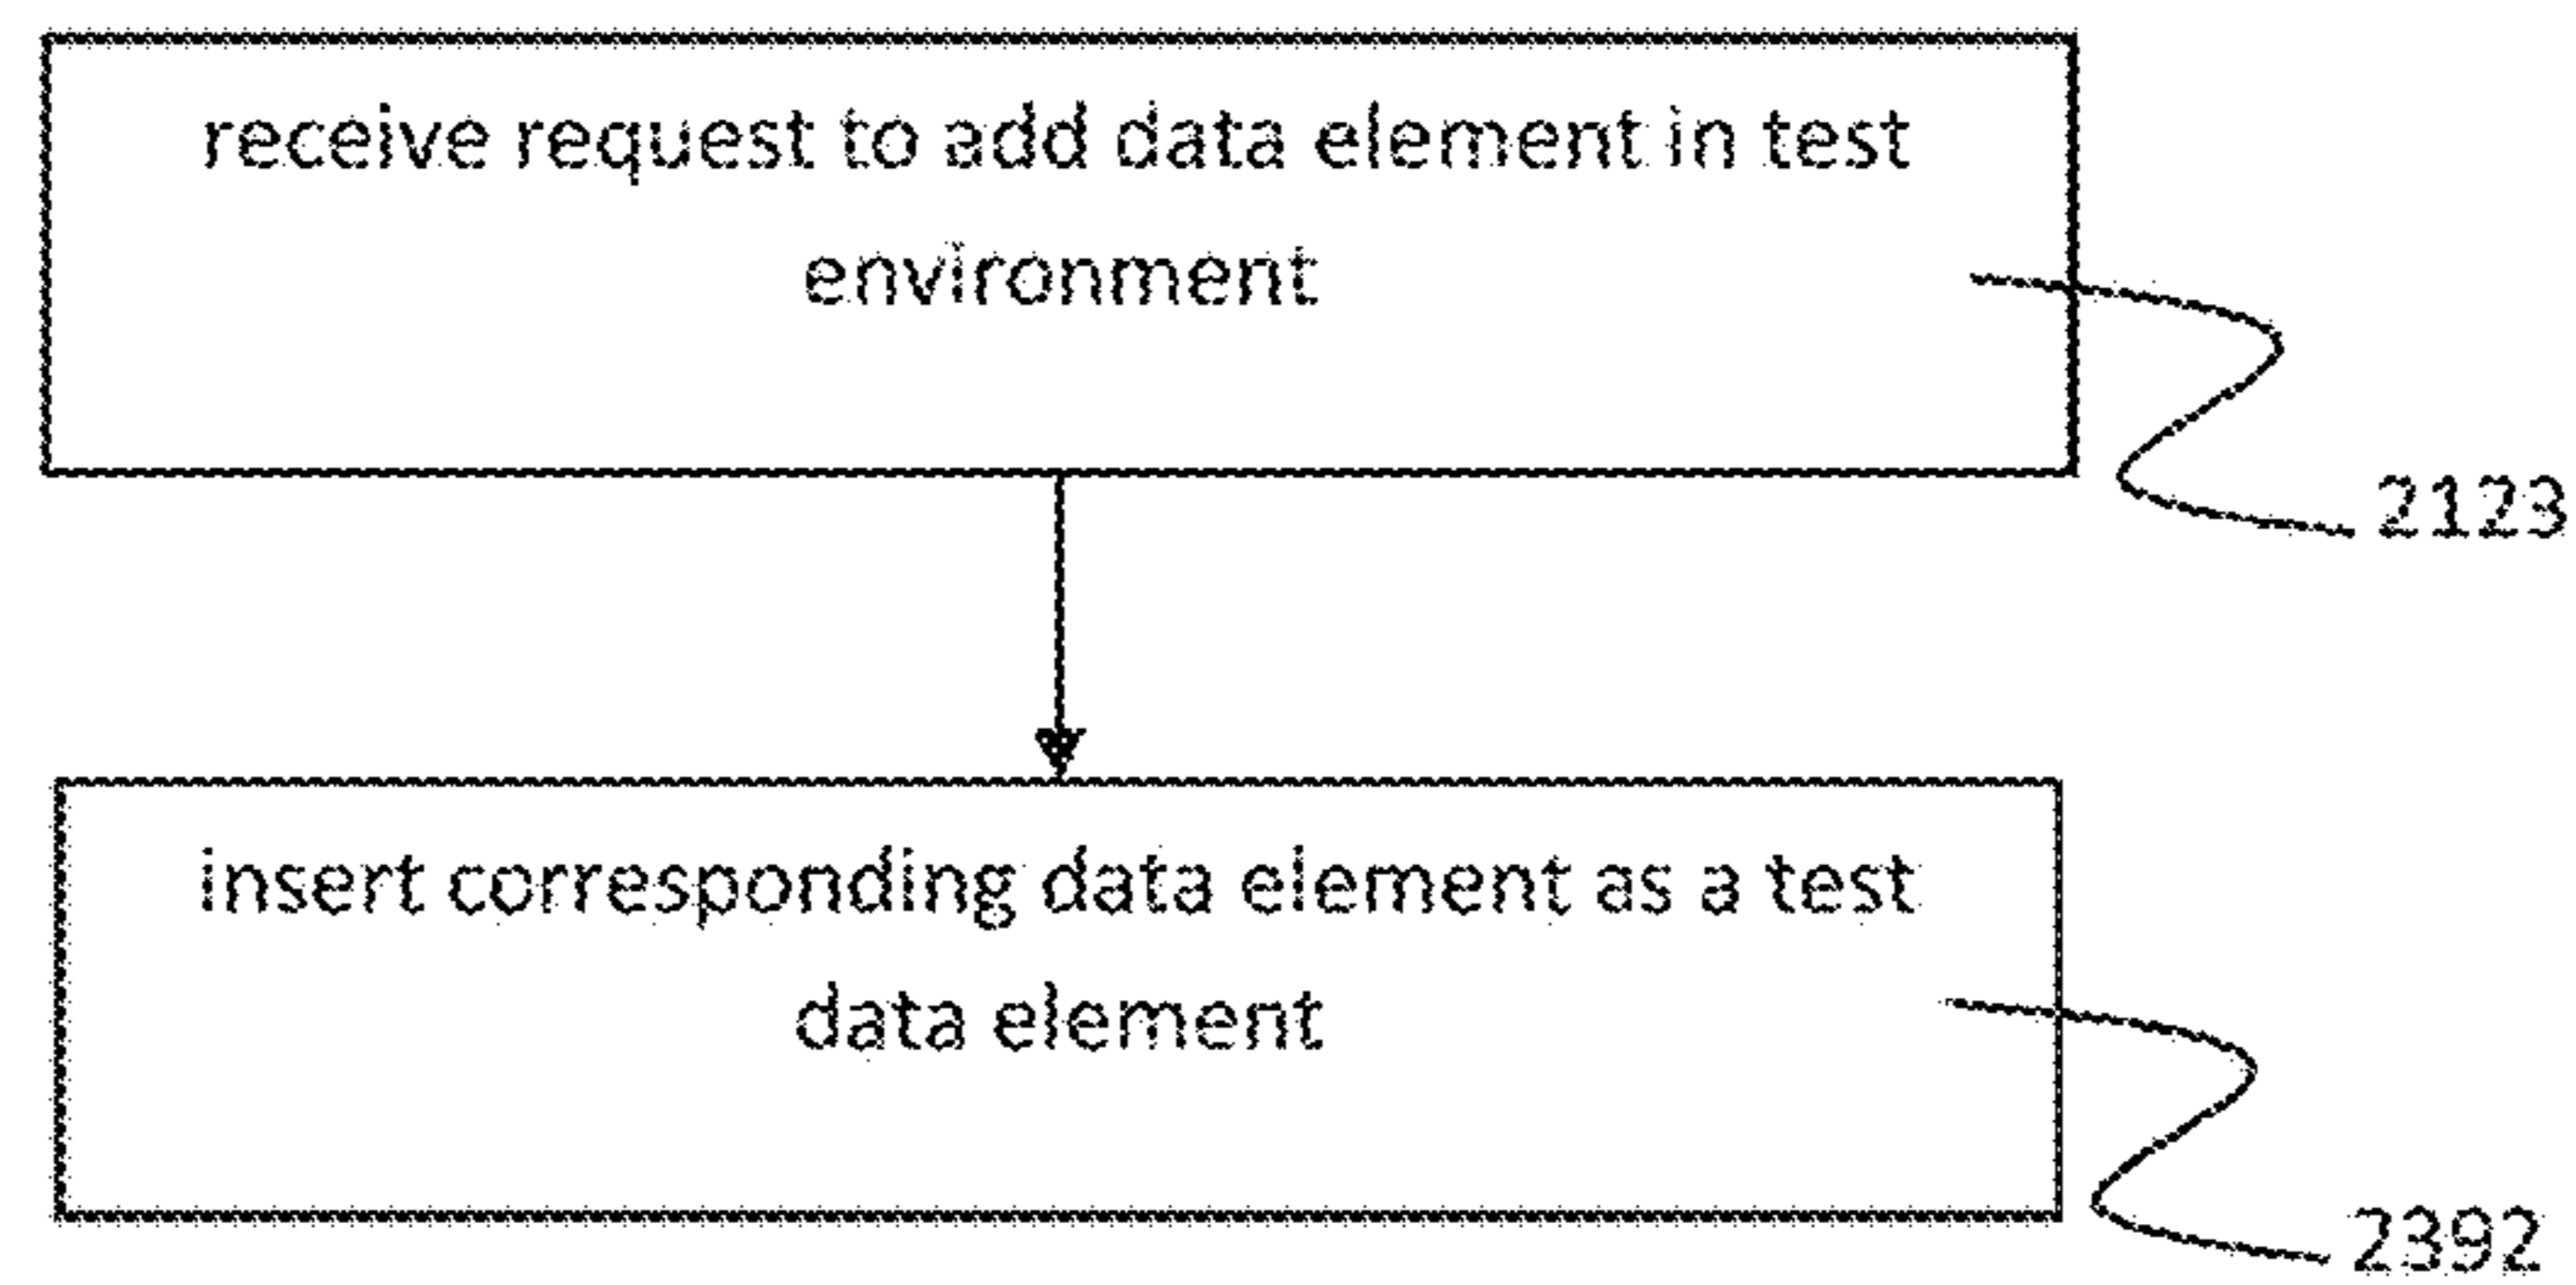 receive request to add data element in test
environment
2123
insert corresponding data element as a test
data element
2392